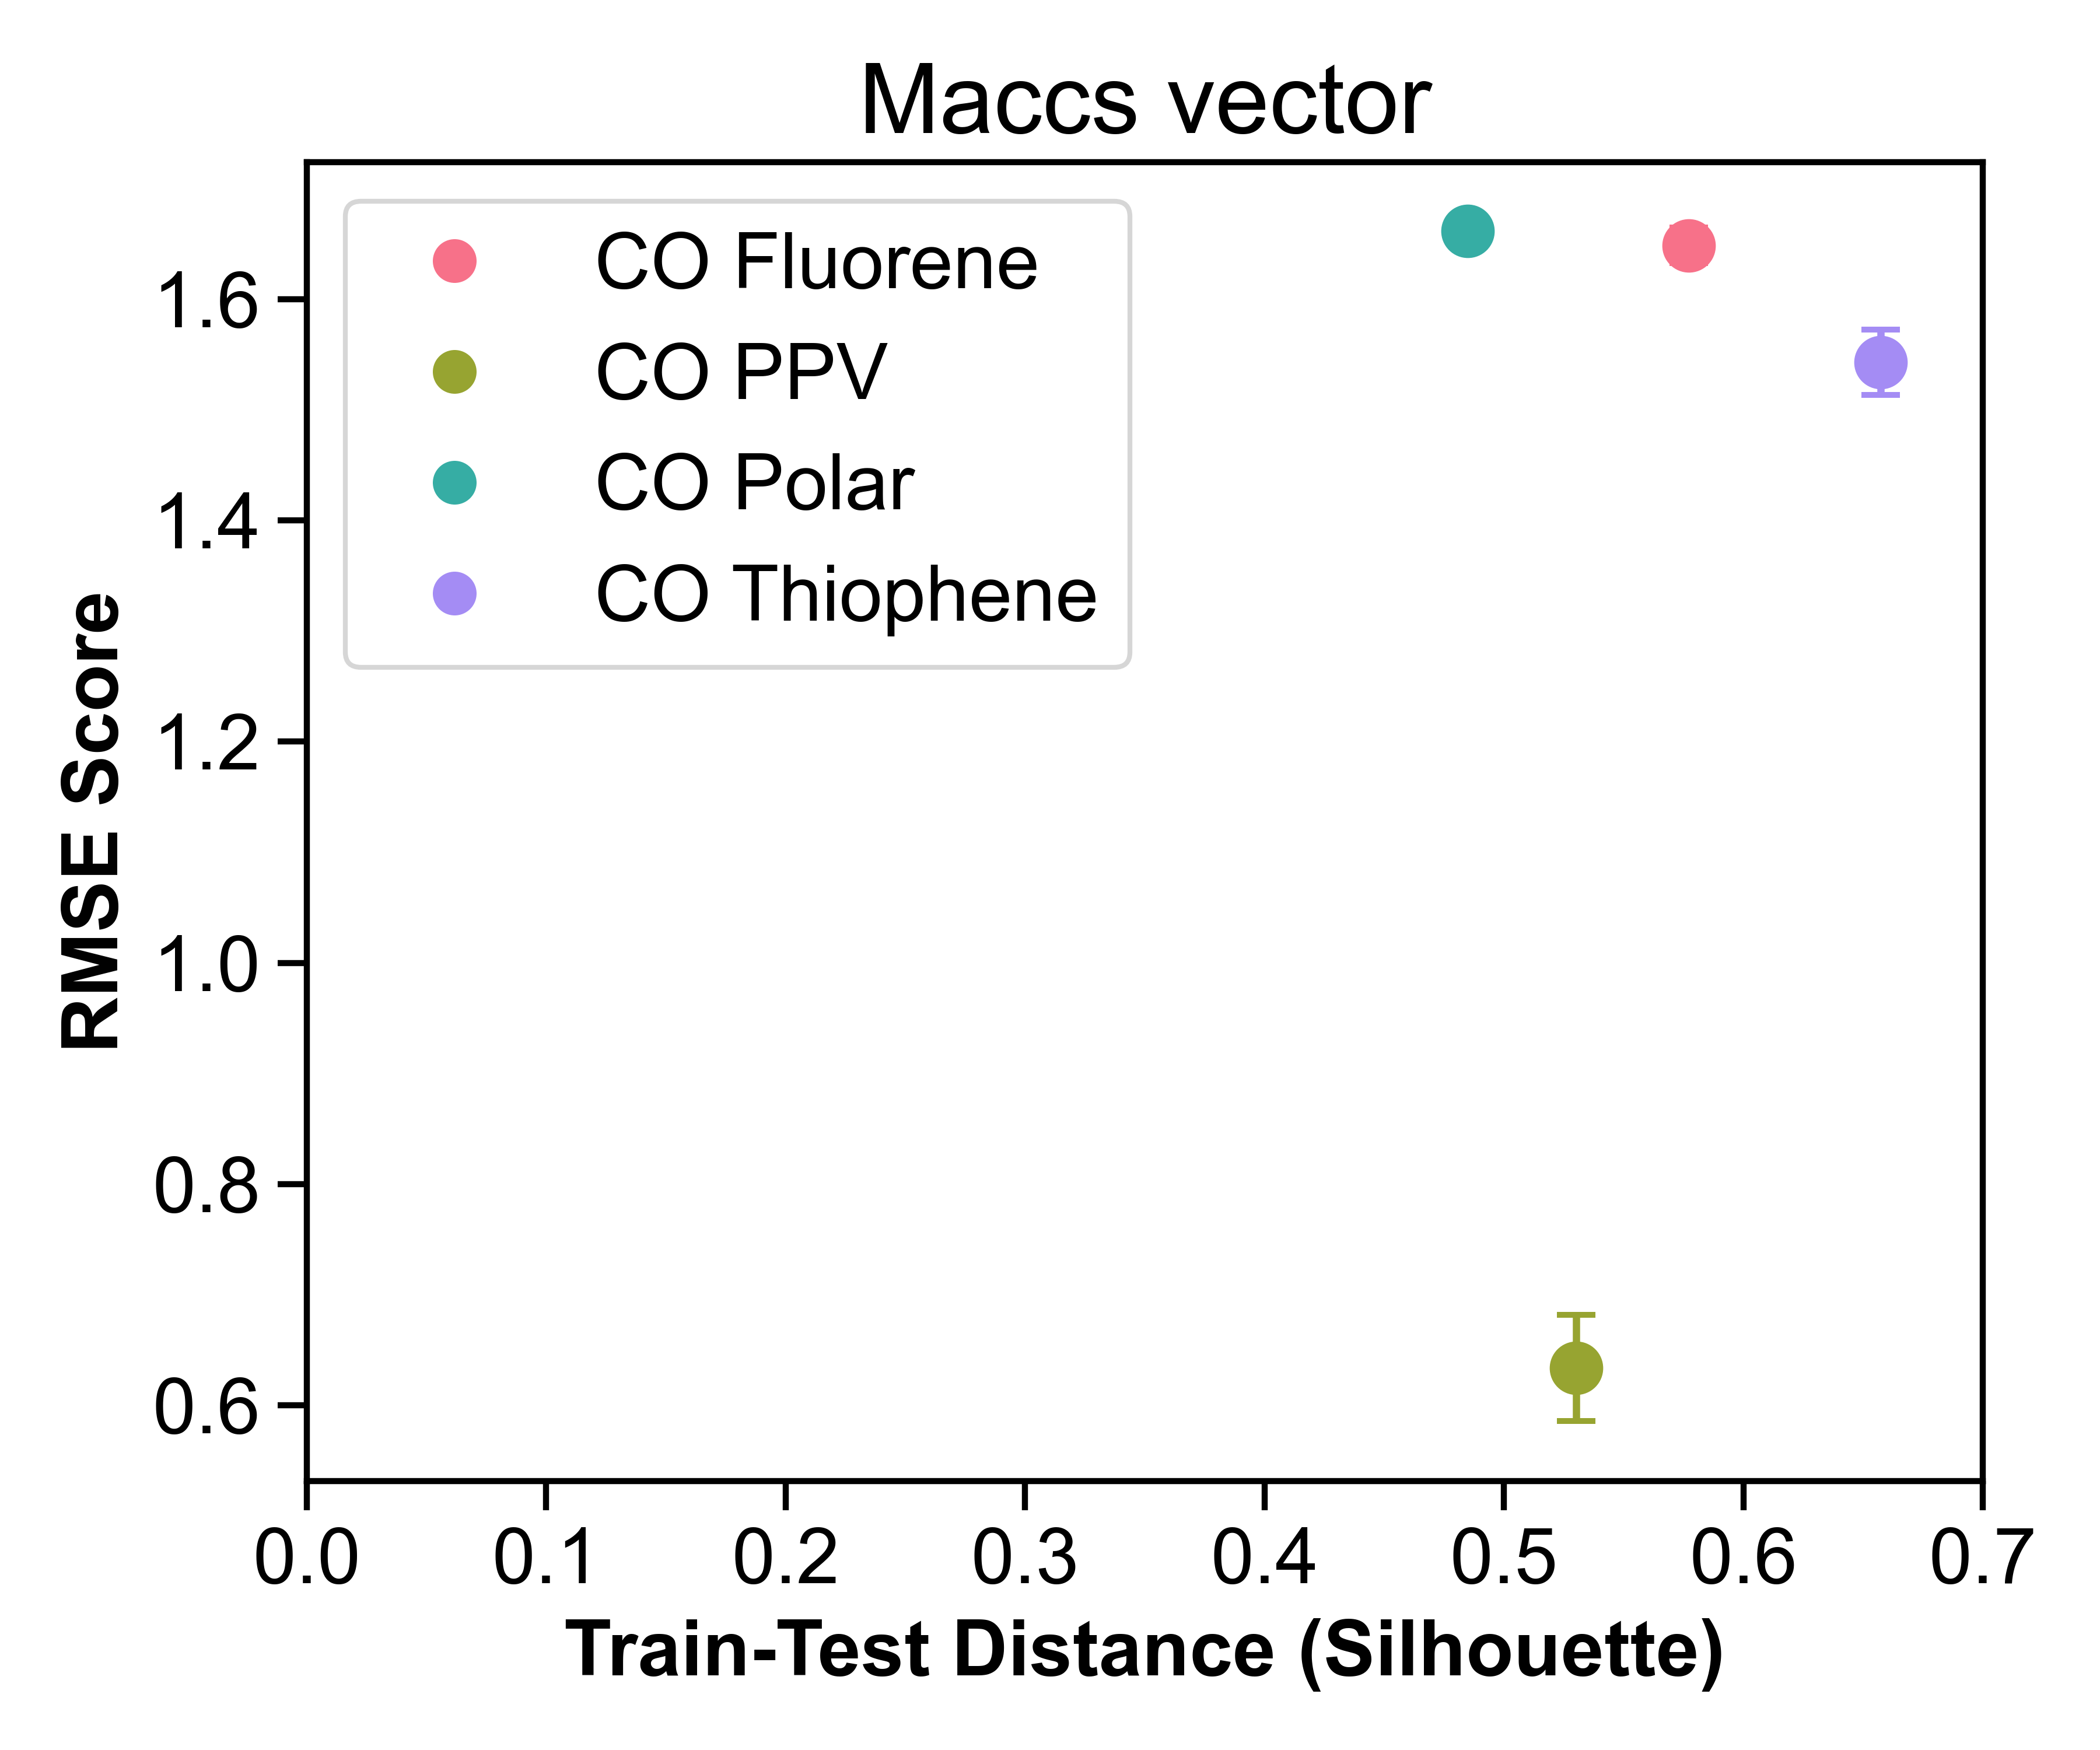 Maccs vector
CO Fluorene
CO PPV
CO Polar
CO Thiophene
RMSE Score
1.6
1.4
1.2
1.0
0.8
0.6
0.0 0.1 0.2 0.3 0.4 0.5 0.6 0.7
Train-Test Distance (Silhouette)